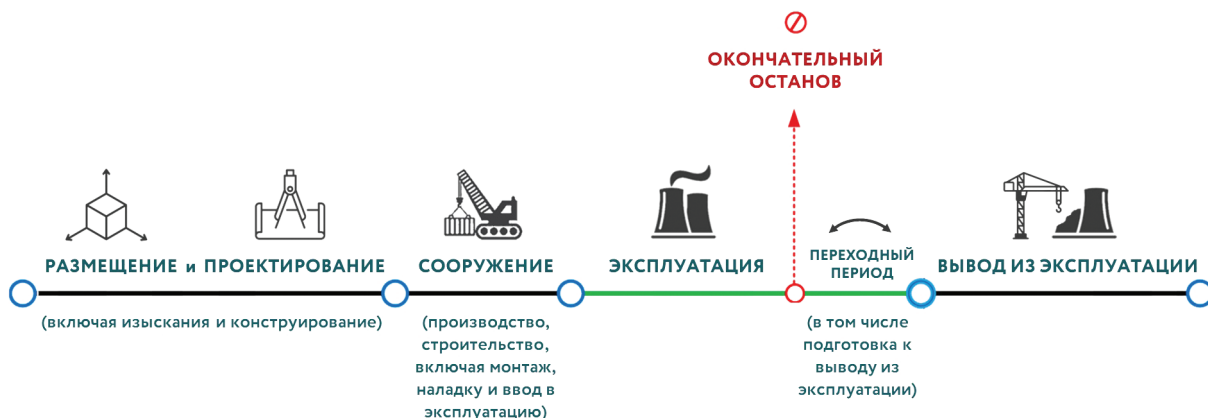 ОКОНЧАТЕЛЬНЫЙ
ОСТАНОВ
РАЗМЕЩЕНИЕ и ПРОЕКТИРОВАНИЕ
(включая изыскания и конструирование)
СООРУЖЕНИЕ
(производство,
строительство,
включая монтаж,
наладку и ввод в
эксплуатацию)
ЭКСПЛУАТАЦИЯ
ПЕРЕХОДНЫЙ
ПЕРИОД
(в том числе
подготовка к
выводу из
эксплуатации)
ВЫВОД ИЗ ЭКСПЛУАТАЦИИ